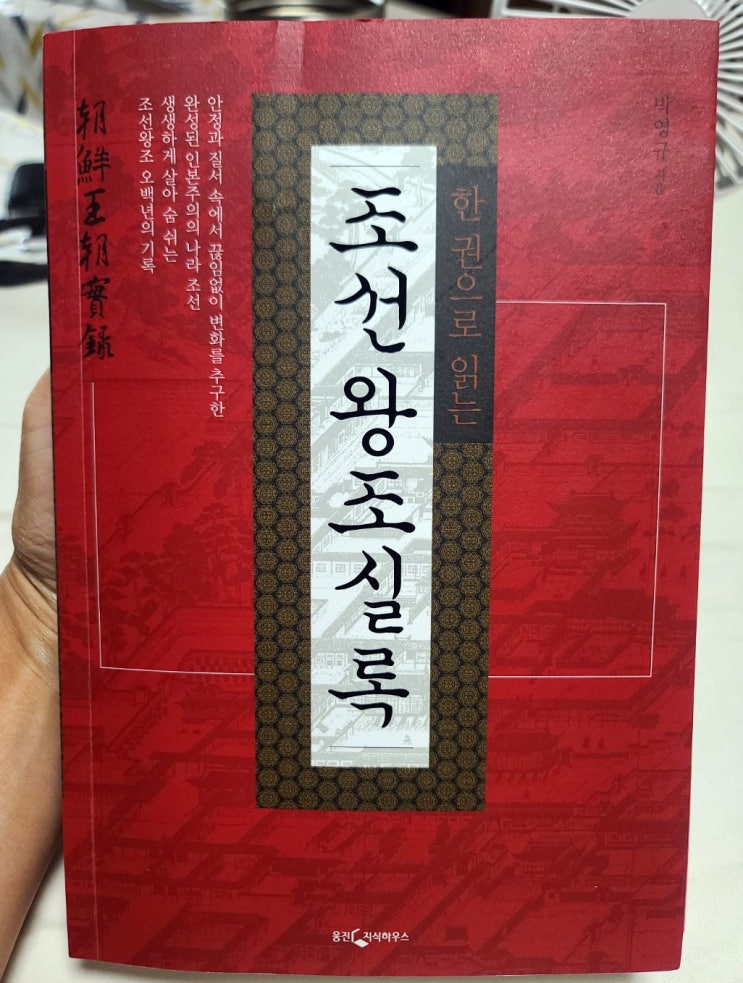 박영규 지음
한 권으로 읽는
조선왕조실록
안정과 질서 속에서 끊임없이 변화를 추구한
완성된 인본주의의 나라 조선
생생하게 살아 숨 쉬는
조선왕조 오백년의 기록
朝鮮王朝實錄
웅진 지식하우스